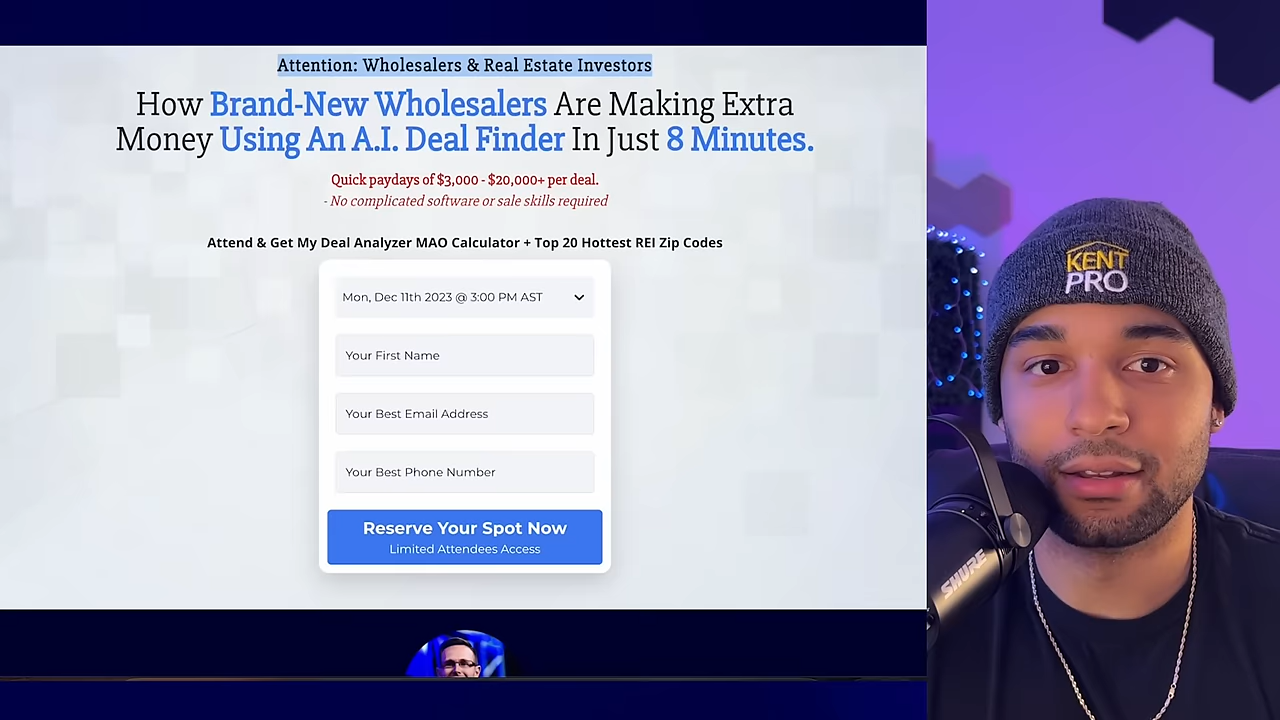 Attention: Wholesalers & Real Estate Investors
How Brand-New Wholesalers Are Making Extra
Money Using An A.I. Deal Finder In Just 8 Minutes.
Quick paydays of $3,000 - $20,000+ per deal.
- No complicated software or sale skills required
Attend & Get My Deal Analyzer MAO Calculator + Top 20 Hottest REI Zip Codes
Mon, Dec 11th 2023 @ 3:00 PM AST
Your First Name
Your Best Email Address
Your Best Phone Number
Reserve Your Spot Now
Limited Attendees Access
KENT
PRO
SHURE